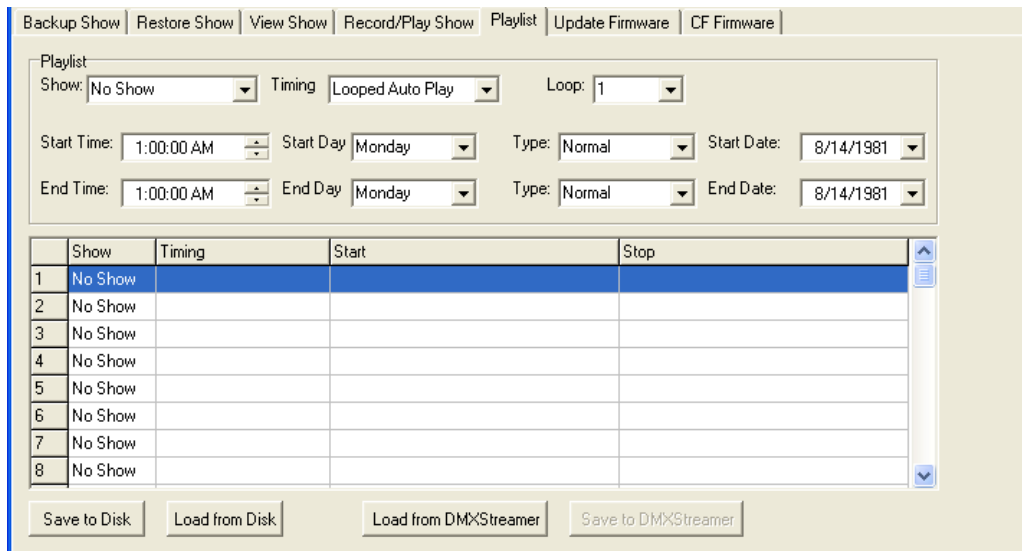 Backup Show Restore Show View Show Record/Play Show Playlist Update Firmware CF Firmware
Playlist
Show: No Show Timing Looped Auto Play Loop: 1
Start Time: 1:00:00 AM Start Day Monday Type: Normal Start Date: 8/14/1981
End Time: 1:00:00 AM End Day Monday Type: Normal End Date: 8/14/1981
Show Timing Start Stop
1 No Show
2 No Show
3 No Show
4 No Show
5 No Show
6 No Show
7 No Show
8 No Show
Save to Disk Load from Disk Load from DMXStreamer Save to DMXStreamer